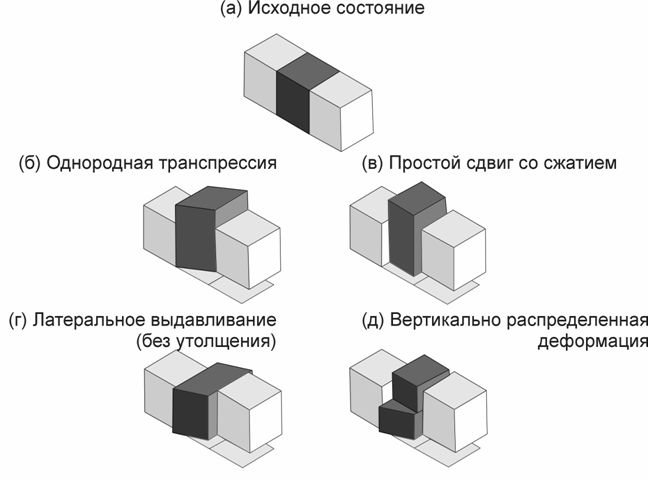 (а) Исходное состояние
(б) Однородная транспрессия
(в) Простой сдвиг со сжатием
(г) Латеральное выдавливание
(без утолщения)
(д) Вертикально распределенная
деформация